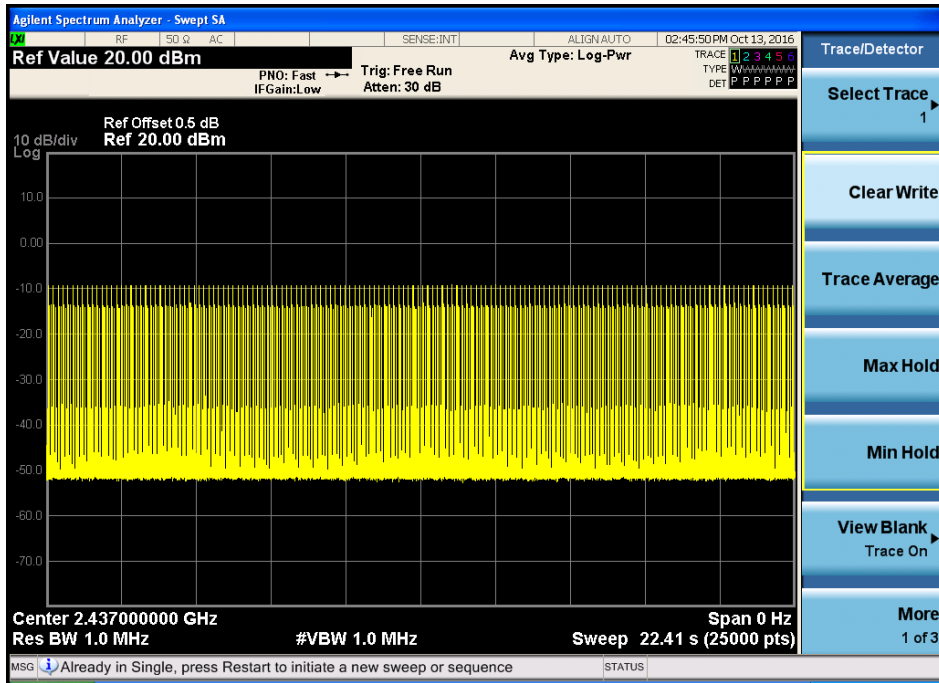 Agilent Spectrum Analyzer - Swept SA
LXI RF 50 Ω AC SENSE:INT ALIGN AUTO 02:45:50 PM Oct 13, 2016
Ref Value 20.00 dBm
PNO: Fast
IFGain:Low
Trig: Free Run
Atten: 30 dB
Avg Type: Log-Pwr
TRACE 1 2 3 4 5 6
TYPE WWWWWW
DET P P P P P P
Ref Offset 0.5 dB
10 dB/div Ref 20.00 dBm
Log
10.0
0.00
-10.0
-20.0
-30.0
-40.0
-50.0
-60.0
-70.0
Center 2.437000000 GHz Span 0 Hz
Res BW 1.0 MHz #VBW 1.0 MHz Sweep 22.41 s (25000 pts)
MSG Already in Single, press Restart to initiate a new sweep or sequence STATUS
Trace/Detector
Select Trace
1
Clear Write
Trace Average
Max Hold
Min Hold
View Blank
Trace On
More
1 of 3